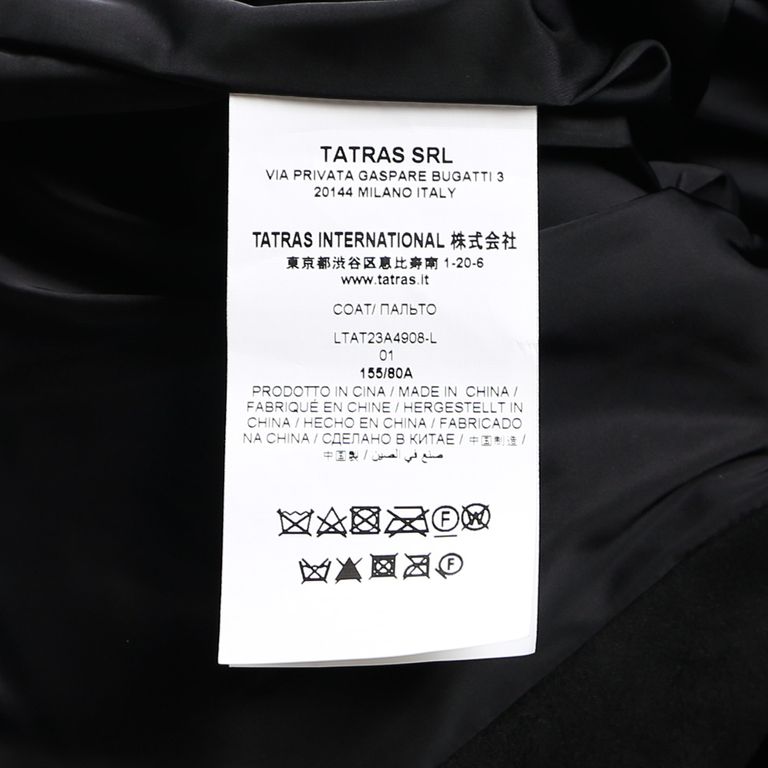 TATRAS SRL
VIA PRIVATA GASPARE BUGATTI 3
20144 MILANO ITALY
TATRAS INTERNATIONAL 株式会社
東京都渋谷区恵比寿南 1-20-6
www.tatras.it
COAT/ ПАЛЬТО
LTAT23A4908-L
01
155/80A
PRODOTTO IN CINA / MADE IN CHINA /
FABRIQUÉ EN CHINE / HERGESTELLT IN
CHINA / HECHO EN CHINA / FABRICADO
NA CHINA / СДЕЛАНО В КИТАЕ / 中国制造 /
中国製 / صنع في الصين
F W
F